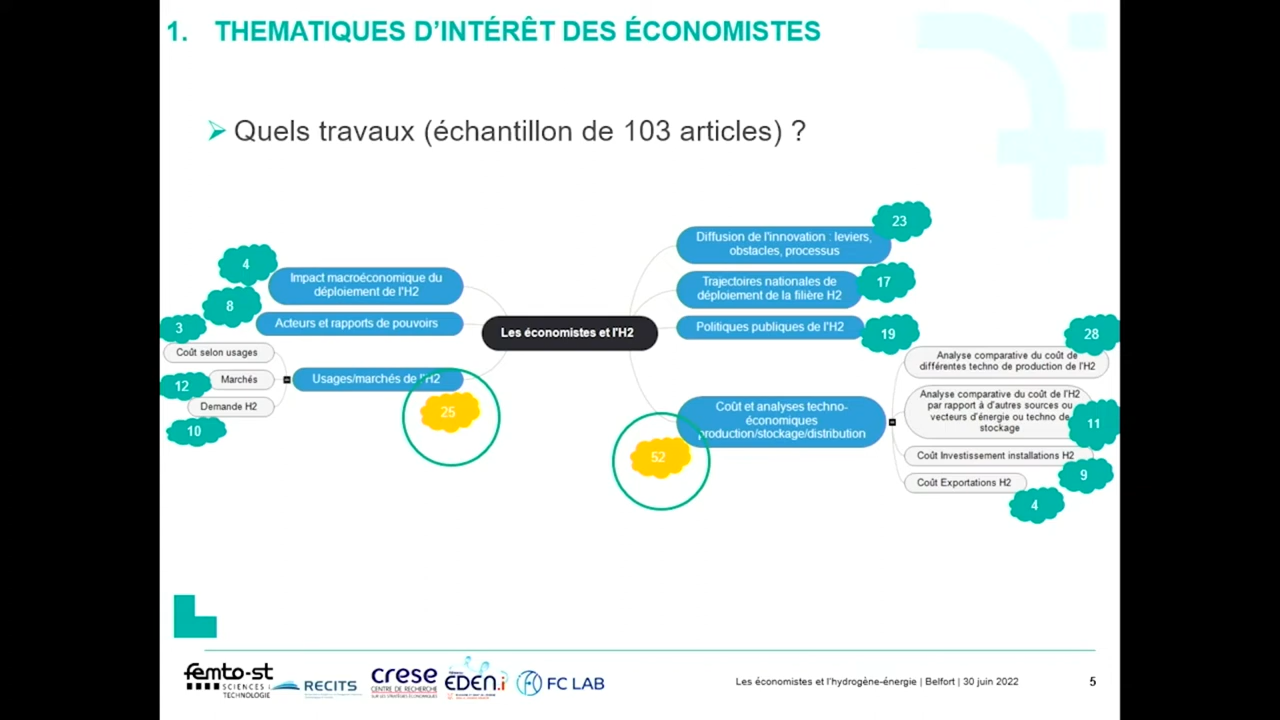 1. THEMATIQUES D'INTÉRÊT DES ÉCONOMISTES
Quels travaux (échantillon de 103 articles) ?
4
Impact macroéconomique du
déploiement de l'H2
8
Acteurs et rapports de pouvoirs
3
Coût selon usages
12
Marchés
Demande H2
10
Usages/marchés de l'H2
25
Les économistes et l'H2
23
Diffusion de l'innovation : leviers,
obstacles, processus
17
Trajectoires nationales de
déploiement de la filière H2
Politiques publiques de l'H2
19
Coût et analyses techno-
économiques
production/stockage/distribution
52
28
Analyse comparative du coût de
différentes techno de production de l'H2
Analyse comparative du coût de l'H2
par rapport à d'autres sources ou
vecteurs d'énergie ou techno de
stockage
11
Coût Investissement installations H2
9
Coût Exportations H2
4
femto-st
SCIENCES &
TECHNOLOGIE
RECITS
crese
CENTRE DE RECHERCHE
SUR LES STRATÉGIES ÉCONOMIQUES
EDEN.i
FC LAB
Les économistes et l'hydrogène-énergie | Belfort | 30 juin 2022
5